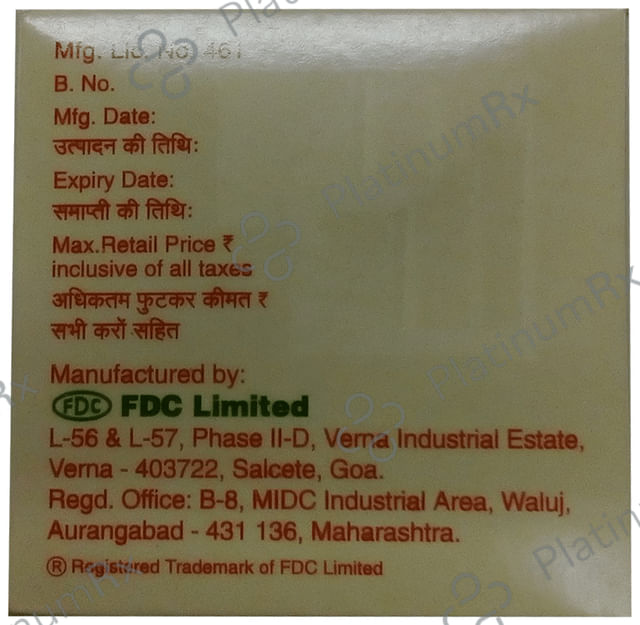 Mfg. Lic. No. 461
B. No.
Mfg. Date:
उत्पादन की तिथि:
Expiry Date:
समाप्ती की तिथि:
Max.Retail Price ₹
inclusive of all taxes
अधिकतम फुटकर कीमत ₹
सभी करों सहित
Manufactured by:
FDC FDC Limited
L-56 & L-57, Phase II-D, Verna Industrial Estate,
Verna - 403722, Salcete, Goa.
Regd. Office: B-8, MIDC Industrial Area, Waluj,
Aurangabad - 431 136, Maharashtra.
® Registered Trademark of FDC Limited
PlatinumRx
PlatinumRx